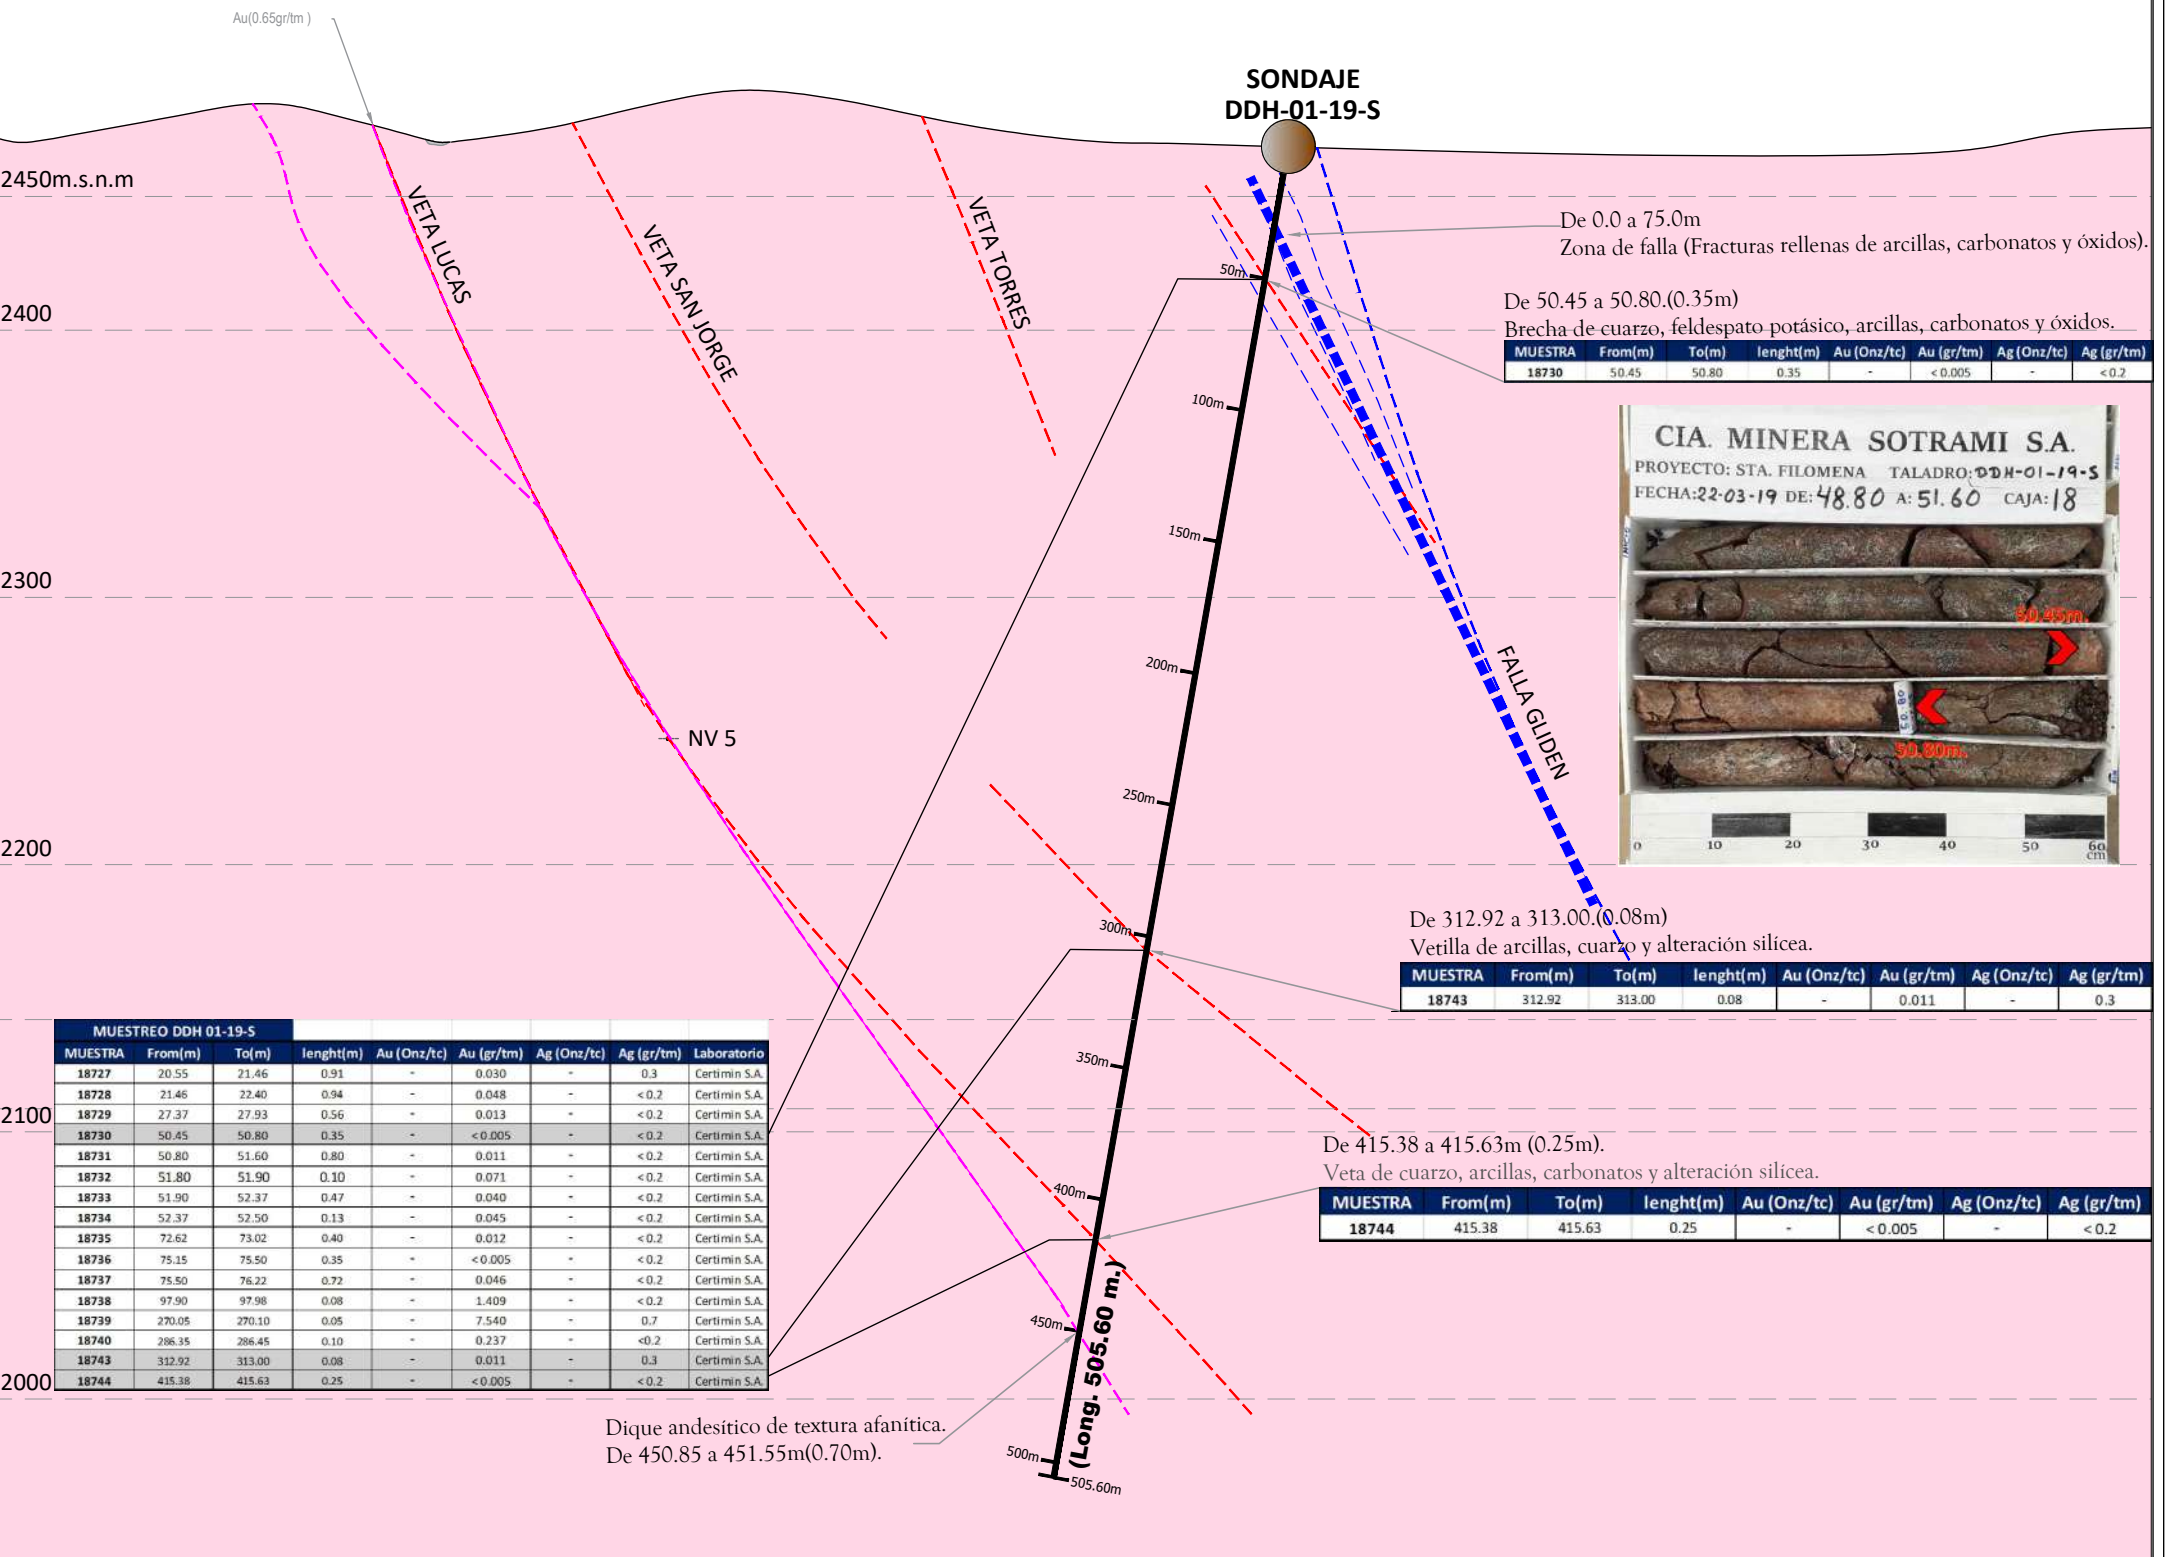 Au(0.65gr/tm )
SONDAJE
DDH-01-19-S
2450m.s.n.m
2400
2300
2200
2100
2000
VETA LUCAS
VETA SAN JORGE
VETA TORRES
FALLA GLIDEN
NV 5
50m
100m
150m
200m
250m
300m
350m
400m
450m
500m
505.60m
(Long. 505.60 m.)
De 0.0 a 75.0m
Zona de falla (Fracturas rellenas de arcillas, carbonatos y óxidos).
De 50.45 a 50.80.(0.35m)
Brecha de cuarzo, feldespato potásico, arcillas, carbonatos y óxidos.
MUESTRA From(m) To(m) lenght(m) Au (Onz/tc) Au (gr/tm) Ag (Onz/tc) Ag (gr/tm)
18730 50.45 50.80 0.35 - <0.005 - <0.2
CIA. MINERA SOTRAMI S.A.
PROYECTO: STA. FILOMENA TALADRO: DDH-01-19-S
FECHA: 22-03-19 DE: 48.80 A: 51.60 CAJA: 18
50.45m.
50.80
50.80m.
0 10 20 30 40 50 60
cm
De 312.92 a 313.00.(0.08m)
Vetilla de arcillas, cuarzo y alteración silícea.
MUESTRA From(m) To(m) lenght(m) Au (Onz/tc) Au (gr/tm) Ag (Onz/tc) Ag (gr/tm)
18743 312.92 313.00 0.08 - 0.011 - 0.3
De 415.38 a 415.63m (0.25m).
Veta de cuarzo, arcillas, carbonatos y alteración silícea.
MUESTRA From(m) To(m) lenght(m) Au (Onz/tc) Au (gr/tm) Ag (Onz/tc) Ag (gr/tm)
18744 415.38 415.63 0.25 - <0.005 - <0.2
MUESTREO DDH 01-19-S
MUESTRA From(m) To(m) lenght(m) Au (Onz/tc) Au (gr/tm) Ag (Onz/tc) Ag (gr/tm) Laboratorio
18727 20.55 21.46 0.91 - 0.030 - 0.3 Certimin S.A.
18728 21.46 22.40 0.94 - 0.048 - <0.2 Certimin S.A.
18729 27.37 27.93 0.56 - 0.013 - <0.2 Certimin S.A.
18730 50.45 50.80 0.35 - <0.005 - <0.2 Certimin S.A.
18731 50.80 51.60 0.80 - 0.011 - <0.2 Certimin S.A.
18732 51.80 51.90 0.10 - 0.071 - <0.2 Certimin S.A.
18733 51.90 52.37 0.47 - 0.040 - <0.2 Certimin S.A.
18734 52.37 52.50 0.13 - 0.045 - <0.2 Certimin S.A.
18735 72.62 73.02 0.40 - 0.012 - <0.2 Certimin S.A.
18736 75.15 75.50 0.35 - <0.005 - <0.2 Certimin S.A.
18737 75.50 76.22 0.72 - 0.046 - <0.2 Certimin S.A.
18738 97.90 97.98 0.08 - 1.409 - <0.2 Certimin S.A.
18739 270.05 270.10 0.05 - 7.540 - 0.7 Certimin S.A.
18740 286.35 286.45 0.10 - 0.237 - <0.2 Certimin S.A.
18743 312.92 313.00 0.08 - 0.011 - 0.3 Certimin S.A.
18744 415.38 415.63 0.25 - <0.005 - <0.2 Certimin S.A.
Dique andesítico de textura afanítica.
De 450.85 a 451.55m(0.70m).